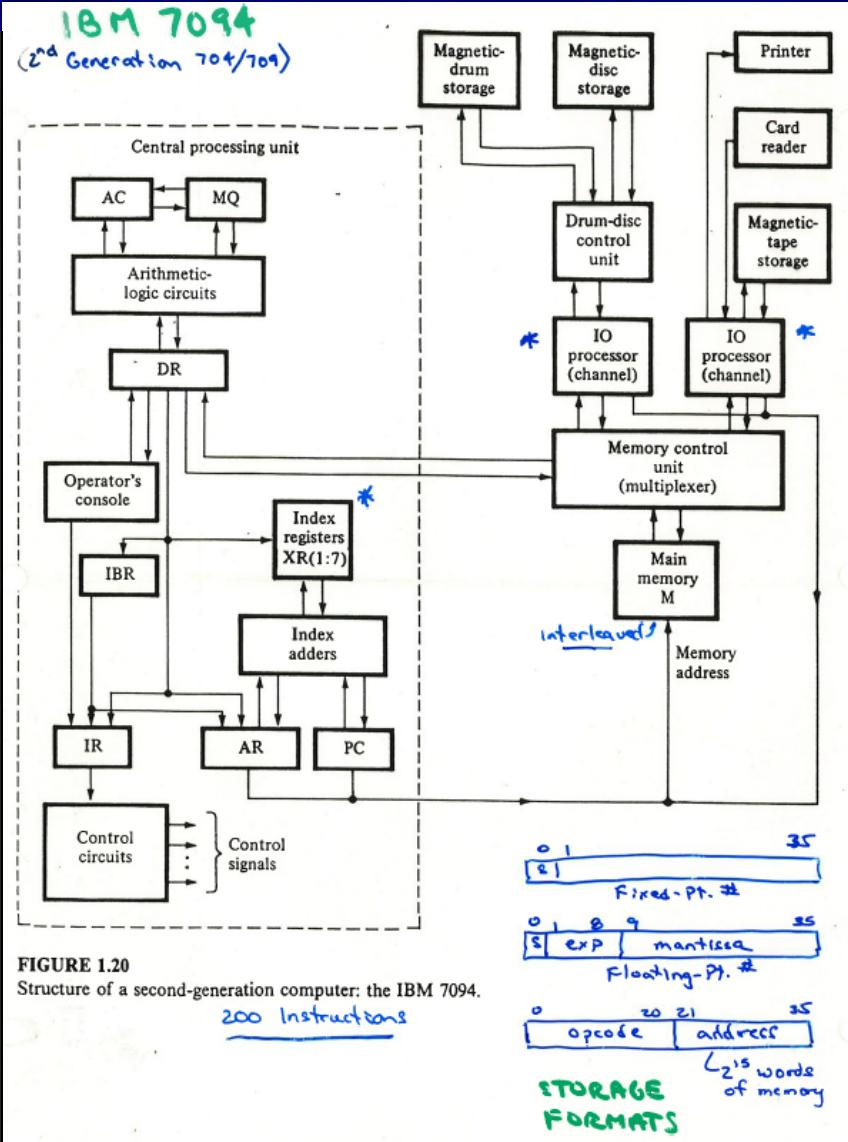 IBM 7094
(2nd Generation 704/709)
Magnetic-
drum
storage
Magnetic-
disc
storage
Printer
Card
reader
Magnetic-
tape
storage
Central processing unit
AC
MQ
Arithmetic-
logic circuits
DR
Drum-disc
control
unit
*
IO
processor
(channel)
IO
processor
(channel)
*
Operator's
console
Memory control
unit
(multiplexer)
*
Index
registers
XR(1:7)
IBR
Main
memory
M
Index
adders
interleaved
Memory
address
IR
AR
PC
Control
circuits
Control
signals
0 1 35
S
Fixed-Pt. #
0 1 8 9 35
S exp mantissa
Floating-Pt. #
0 20 21 35
opcode address
2^15 words
of memory
STORAGE
FORMATS
FIGURE 1.20
Structure of a second-generation computer: the IBM 7094.
200 Instructions